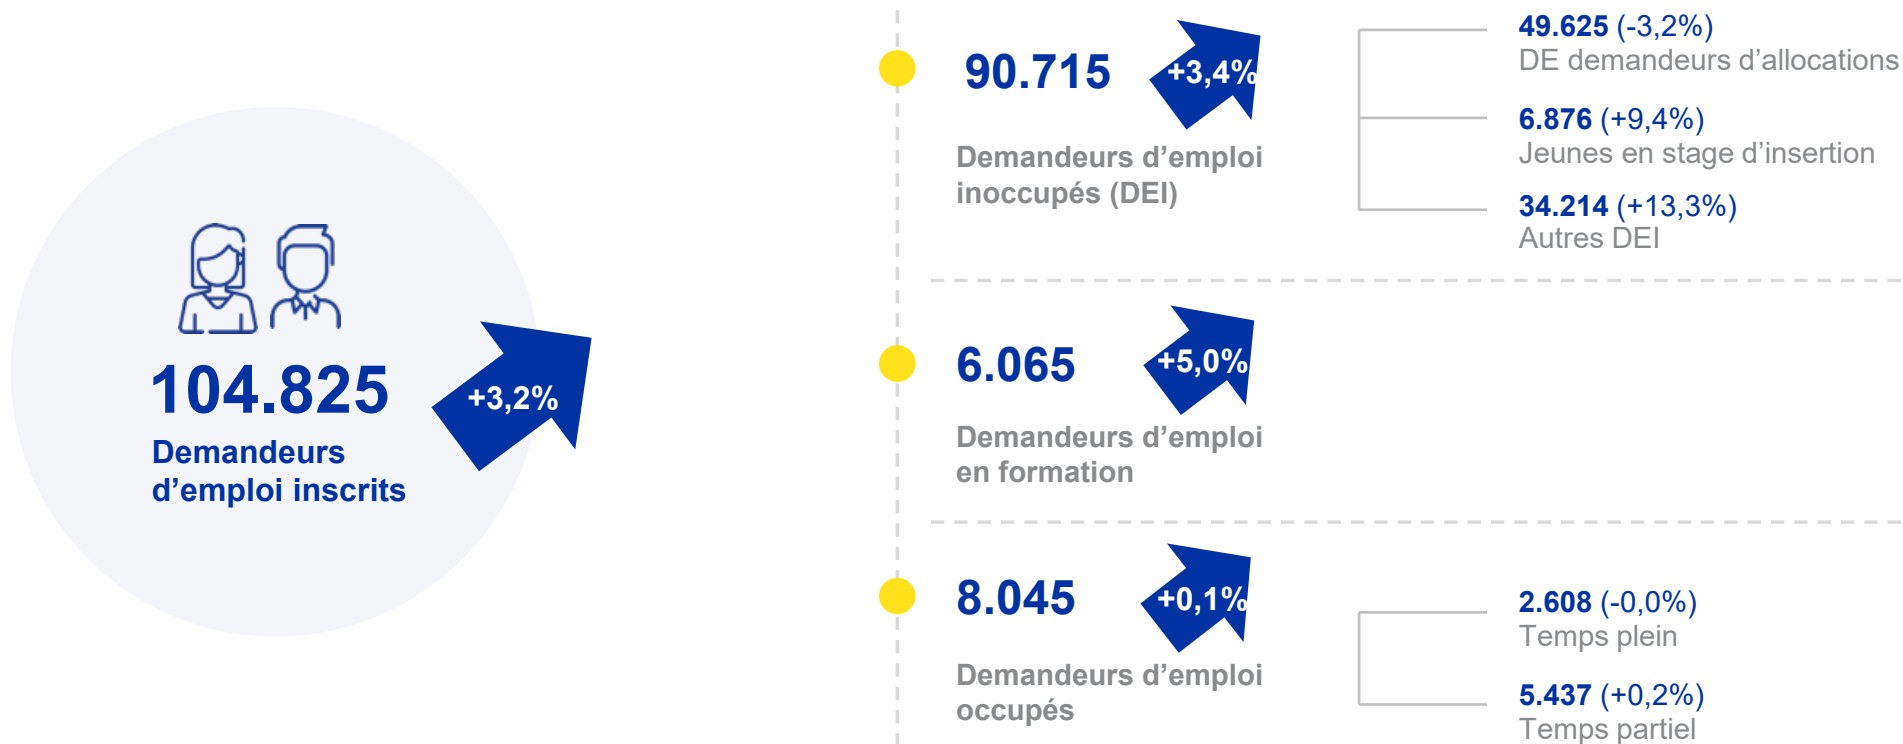 104.825
+3,2%
Demandeurs
d’emploi inscrits
90.715
+3,4%
Demandeurs d’emploi
inoccupés (DEI)
49.625 (-3,2%)
DE demandeurs d’allocations
6.876 (+9,4%)
Jeunes en stage d’insertion
34.214 (+13,3%)
Autres DEI
6.065
+5,0%
Demandeurs d’emploi
en formation
8.045
+0,1%
Demandeurs d’emploi
occupés
2.608 (-0,0%)
Temps plein
5.437 (+0,2%)
Temps partiel